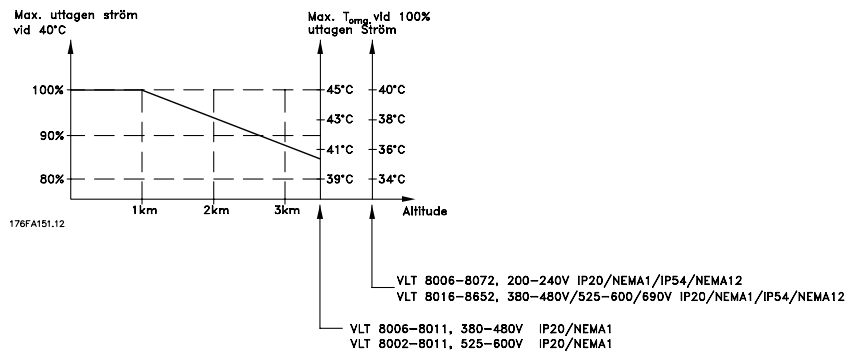 Max. uttagen ström
vid 40°C
Max. Tomg. vid 100%
uttagen Ström
100%
90%
80%
45°C
43°C
41°C
39°C
40°C
38°C
36°C
34°C
1km
2km
3km
Altitude
176FA151.12
VLT 8006-8072, 200-240V IP20/NEMA1/IP54/NEMA12
VLT 8016-8652, 380-480V/525-600/690V IP20/NEMA1/IP54/NEMA12
VLT 8006-8011, 380-480V IP20/NEMA1
VLT 8002-8011, 525-600V IP20/NEMA1